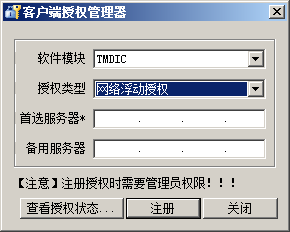 客户端授权管理器
软件模块 TMDIC
授权类型 网络浮动授权
首选服务器* . . .
备用服务器 . . .
【注意】注册授权时需要管理员权限！！！
查看授权状态... 注册 关闭